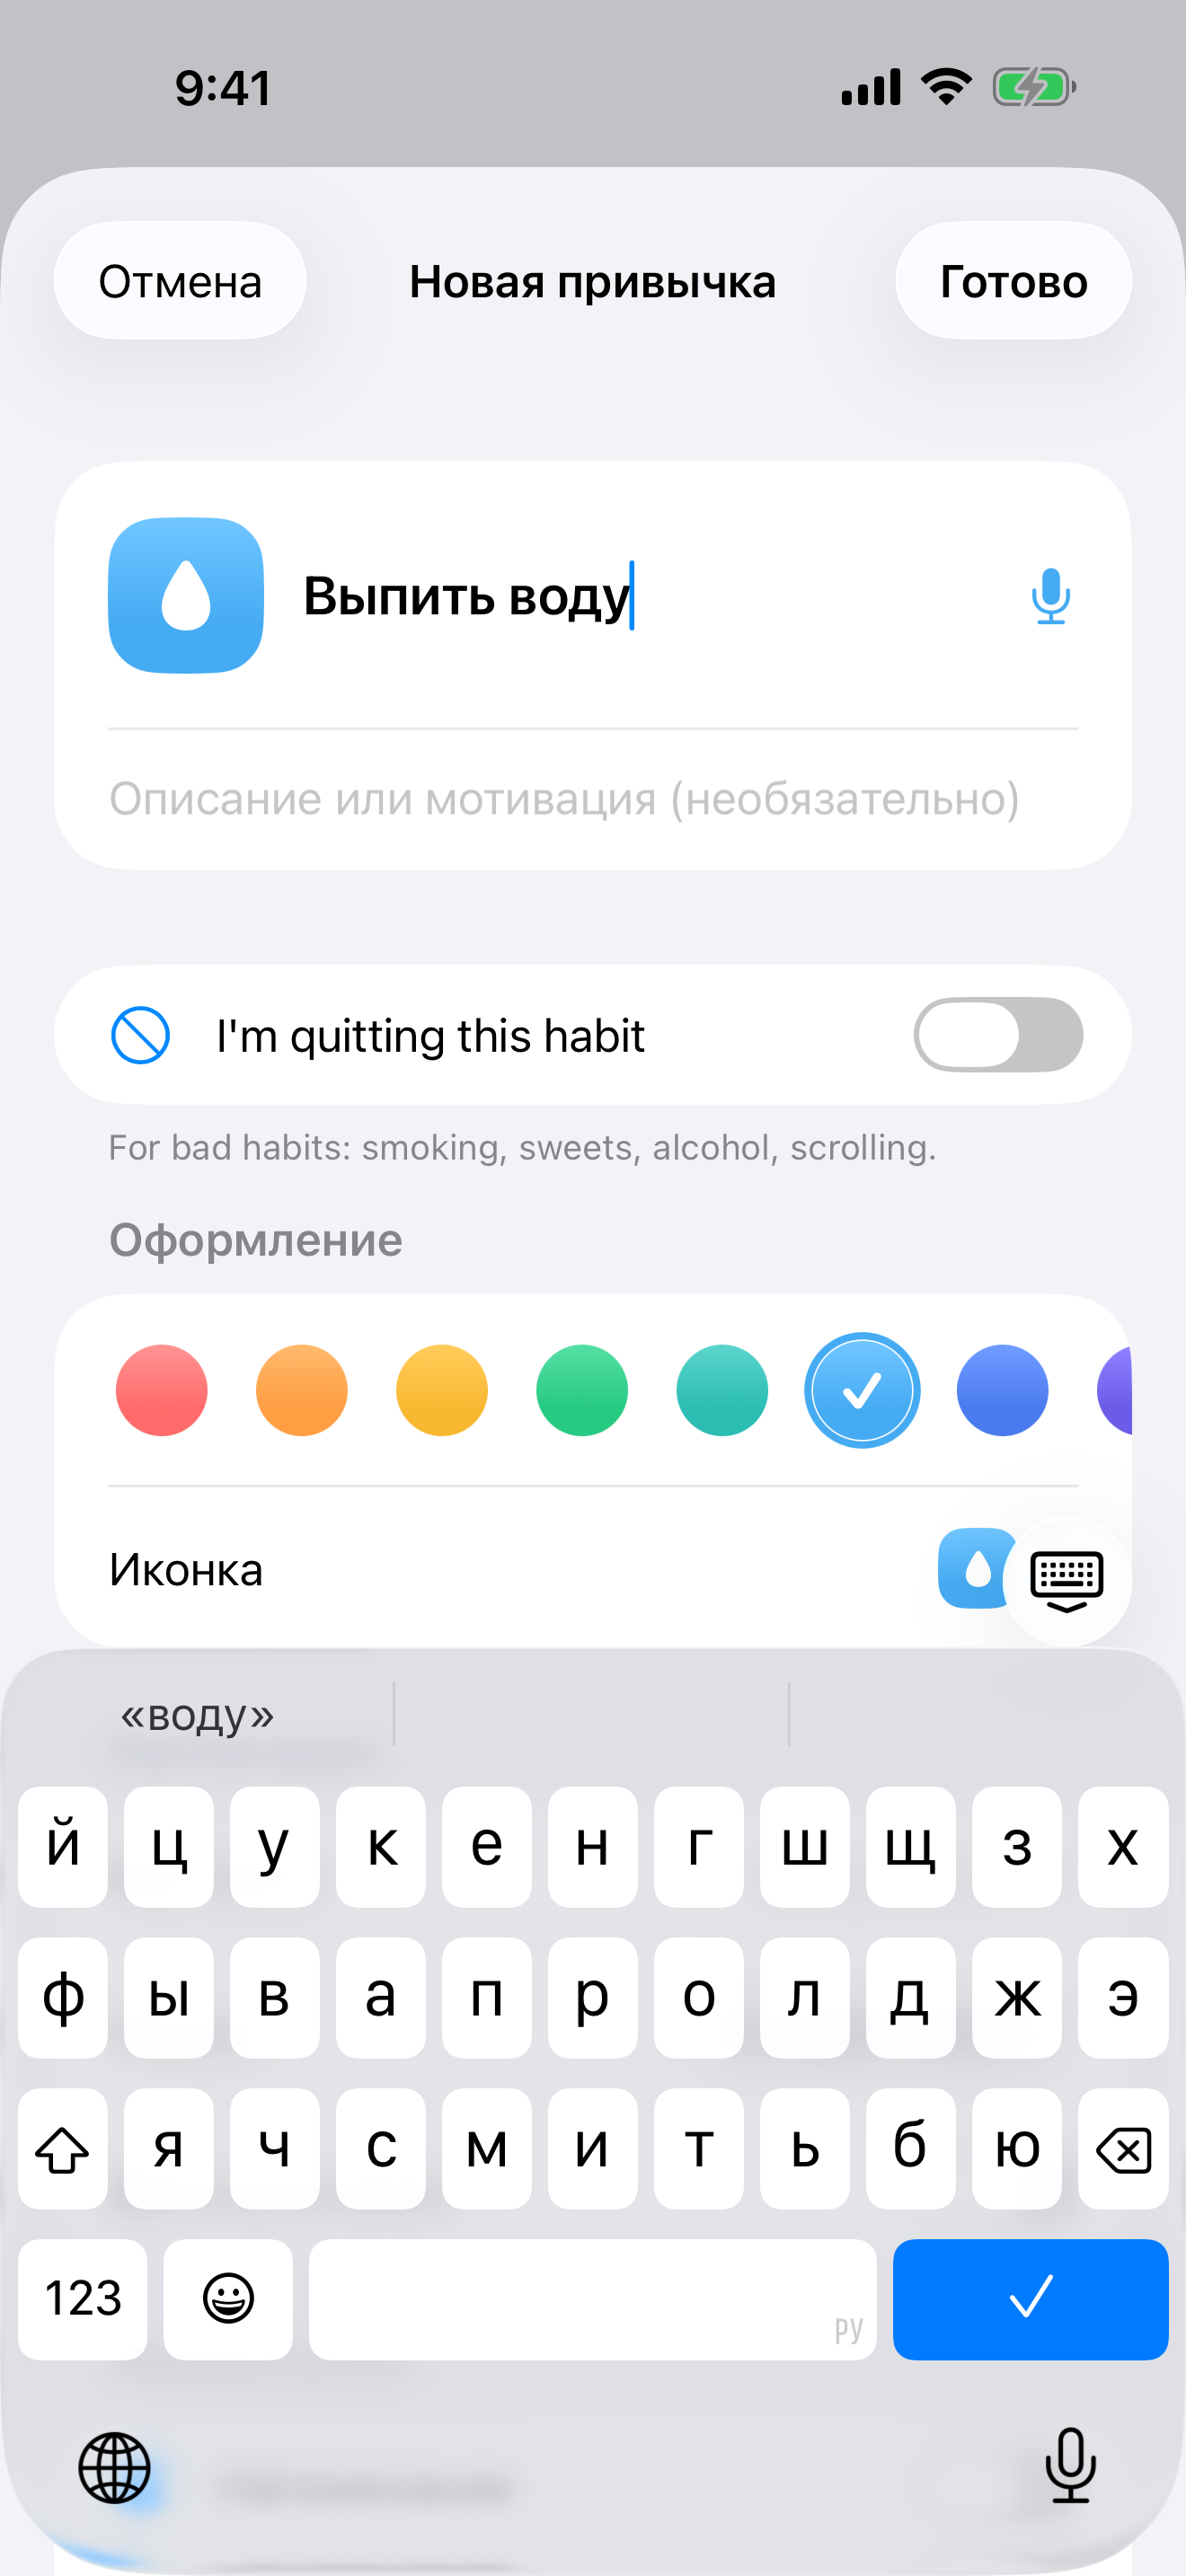 9:41
Отмена
Новая привычка
Готово
Выпить воду
Описание или мотивация (необязательно)
I'm quitting this habit
For bad habits: smoking, sweets, alcohol, scrolling.
Оформление
Иконка
«воду»
й ц у к е н г ш щ з х
ф ы в а п р о л д ж э
я ч с м и т ь б ю
123
РУ